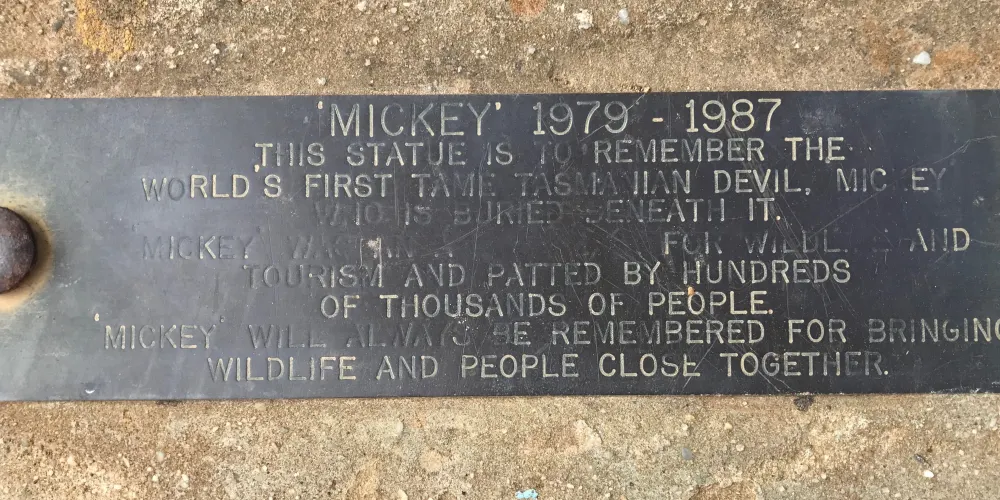 'MICKEY' 1979 - 1987
THIS STATUE IS TO REMEMBER THE
WORLD'S FIRST TAME TASMANIAN DEVIL, MICKEY
WHO IS BURIED BENEATH IT.
MICKEY WAS AN FOR AND
TOURISM AND PATTED BY HUNDREDS
OF THOUSANDS OF PEOPLE.
'MICKEY' WILL ALWAYS BE REMEMBERED FOR BRINGING
WILDLIFE AND PEOPLE CLOSE TOGETHER.